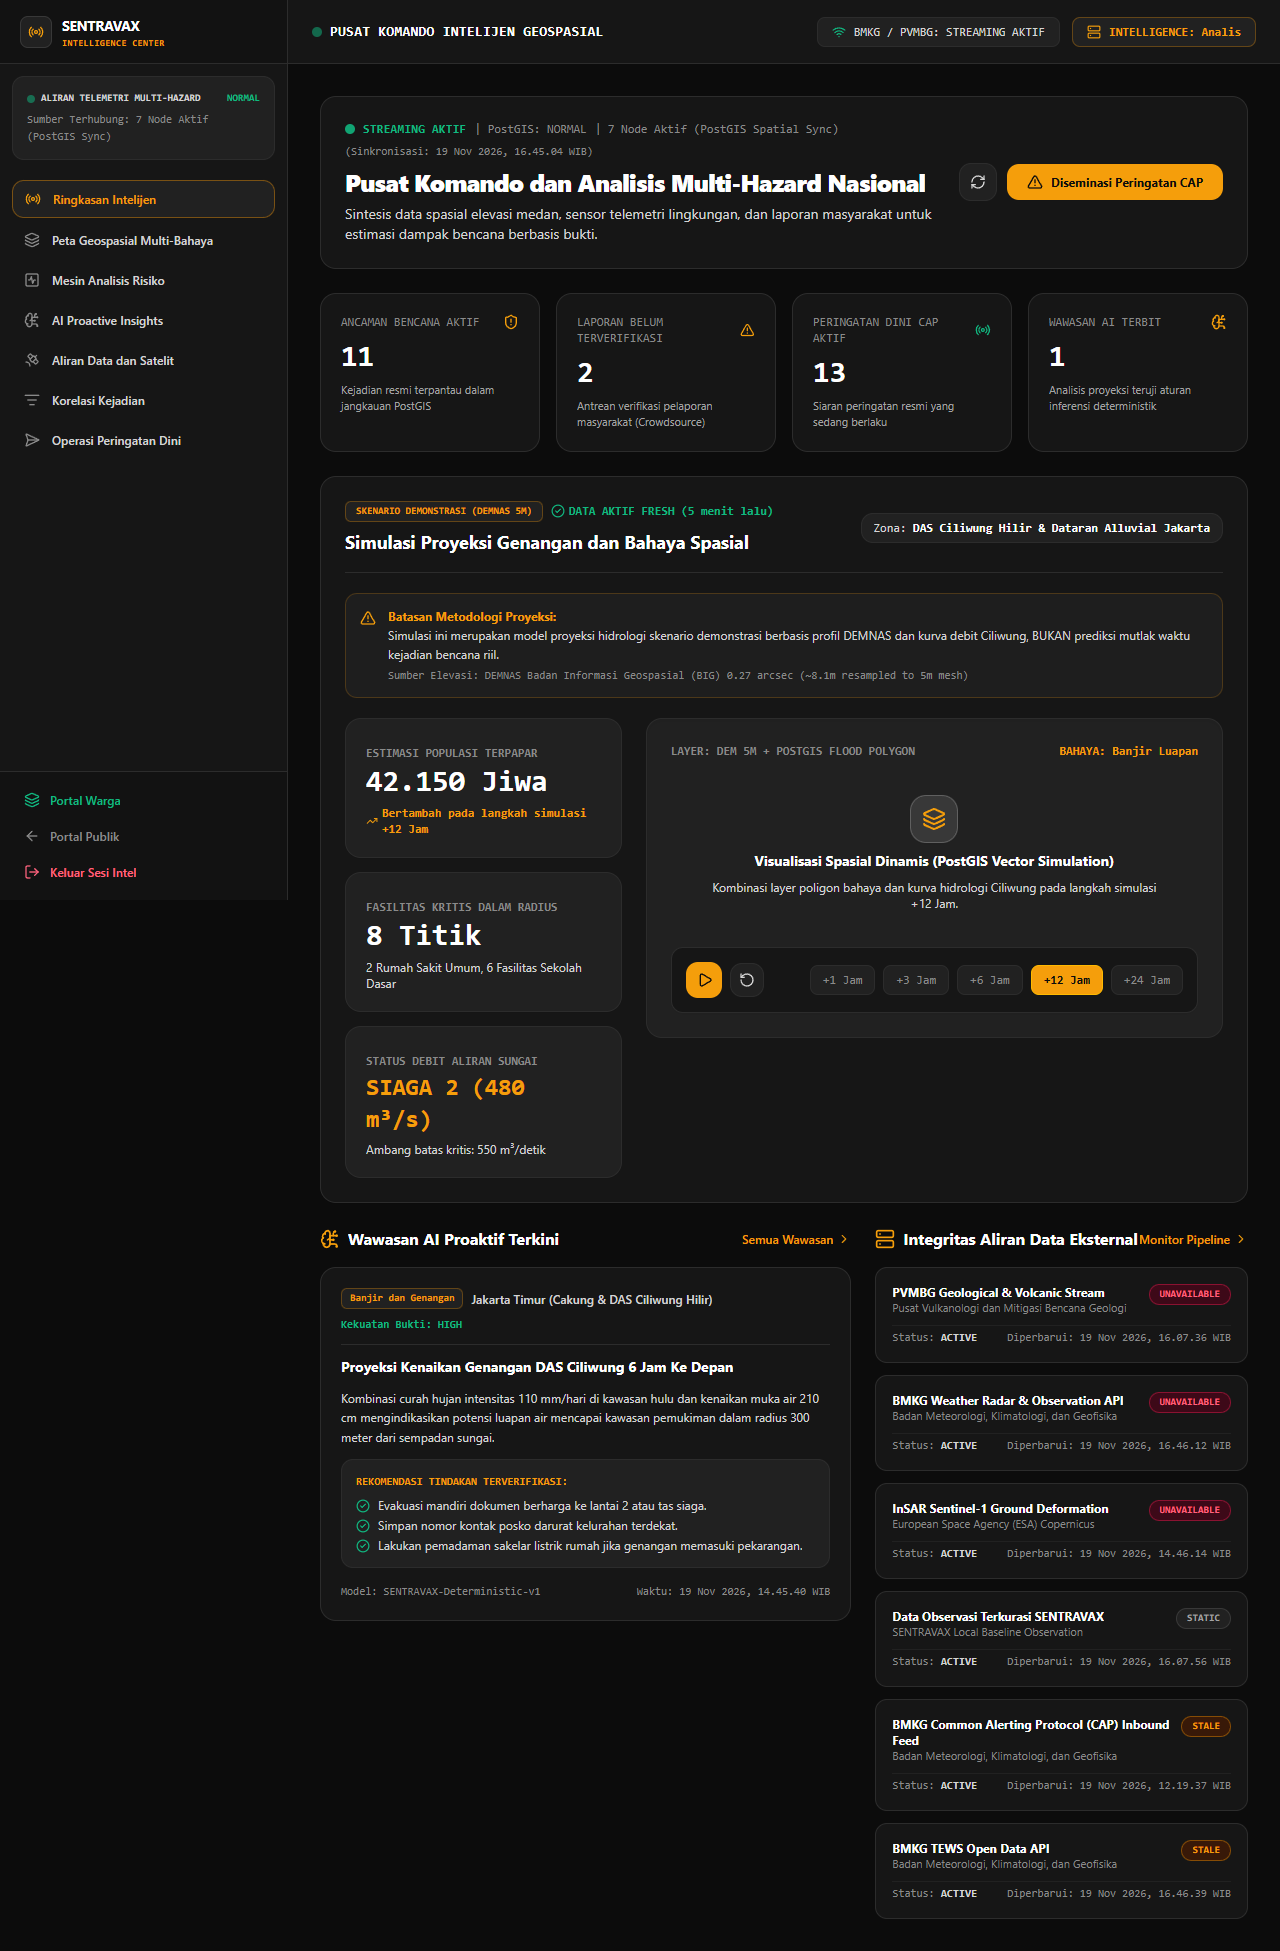 SENTRAVAX
INTELLIGENCE CENTER
PUSAT KOMANDO INTELIJEN GEOSPASIAL
BMKG / PVMBG: STREAMING AKTIF
INTELLIGENCE: Analis
ALIRAN TELEMETRI MULTI-HAZARD NORMAL
Sumber Terhubung: 7 Node Aktif
(PostGIS Sync)
Ringkasan Intelijen
Peta Geospasial Multi-Bahaya
Mesin Analisis Risiko
AI Proactive Insights
Aliran Data dan Satelit
Korelasi Kejadian
Operasi Peringatan Dini
Portal Warga
Portal Publik
Keluar Sesi Intel
STREAMING AKTIF | PostGIS: NORMAL | 7 Node Aktif (PostGIS Spatial Sync)
(Sinkronisasi: 19 Nov 2026, 16.45.04 WIB)
Pusat Komando dan Analisis Multi-Hazard Nasional
Sintesis data spasial elevasi medan, sensor telemetri lingkungan, dan laporan masyarakat untuk
estimasi dampak bencana berbasis bukti.
Diseminasi Peringatan CAP
ANCAMAN BENCANA AKTIF
11
Kejadian resmi terpantau dalam
jangkauan PostGIS
LAPORAN BELUM
TERVERIFIKASI
2
Antrean verifikasi pelaporan
masyarakat (Crowdsource)
PERINGATAN DINI CAP
AKTIF
13
Siaran peringatan resmi yang
sedang berlaku
WAWASAN AI TERBIT
1
Analisis proyeksi teruji aturan
inferensi deterministik
SKENARIO DEMONSTRASI (DEMNAS 5M) DATA AKTIF FRESH (5 menit lalu)
Simulasi Proyeksi Genangan dan Bahaya Spasial
Zona: DAS Ciliwung Hilir & Dataran Alluvial Jakarta
Batasan Metodologi Proyeksi:
Simulasi ini merupakan model proyeksi hidrologi skenario demonstrasi berbasis profil DEMNAS dan kurva debit Ciliwung, BUKAN prediksi mutlak waktu
kejadian bencana riil.
Sumber Elevasi: DEMNAS Badan Informasi Geospasial (BIG) 0.27 arcsec (~8.1m resampled to 5m mesh)
ESTIMASI POPULASI TERPAPAR
42.150 Jiwa
Bertambah pada langkah simulasi
+12 Jam
FASILITAS KRITIS DALAM RADIUS
8 Titik
2 Rumah Sakit Umum, 6 Fasilitas Sekolah
Dasar
STATUS DEBIT ALIRAN SUNGAI
SIAGA 2 (480
m³/s)
Ambang batas kritis: 550 m³/detik
LAYER: DEM 5M + POSTGIS FLOOD POLYGON
BAHAYA: Banjir Luapan
Visualisasi Spasial Dinamis (PostGIS Vector Simulation)
Kombinasi layer poligon bahaya dan kurva hidrologi Ciliwung pada langkah simulasi
+12 Jam.
+1 Jam
+3 Jam
+6 Jam
+12 Jam
+24 Jam
Wawasan AI Proaktif Terkini
Semua Wawasan
Banjir dan Genangan Jakarta Timur (Cakung & DAS Ciliwung Hilir)
Kekuatan Bukti: HIGH
Proyeksi Kenaikan Genangan DAS Ciliwung 6 Jam Ke Depan
Kombinasi curah hujan intensitas 110 mm/hari di kawasan hulu dan kenaikan muka air 210
cm mengindikasikan potensi luapan air mencapai kawasan pemukiman dalam radius 300
meter dari sempadan sungai.
REKOMENDASI TINDAKAN TERVERIFIKASI:
Evakuasi mandiri dokumen berharga ke lantai 2 atau tas siaga.
Simpan nomor kontak posko darurat kelurahan terdekat.
Lakukan pemadaman sakelar listrik rumah jika genangan memasuki pekarangan.
Model: SENTRAVAX-Deterministic-v1
Waktu: 19 Nov 2026, 14.45.40 WIB
Integritas Aliran Data Eksternal
Monitor Pipeline
PVMBG Geological & Volcanic Stream
UNAVAILABLE
Pusat Vulkanologi dan Mitigasi Bencana Geologi
Status: ACTIVE
Diperbarui: 19 Nov 2026, 16.07.36 WIB
BMKG Weather Radar & Observation API
UNAVAILABLE
Badan Meteorologi, Klimatologi, dan Geofisika
Status: ACTIVE
Diperbarui: 19 Nov 2026, 16.46.12 WIB
InSAR Sentinel-1 Ground Deformation
UNAVAILABLE
European Space Agency (ESA) Copernicus
Status: ACTIVE
Diperbarui: 19 Nov 2026, 14.46.14 WIB
Data Observasi Terkurasi SENTRAVAX
STATIC
SENTRAVAX Local Baseline Observation
Status: ACTIVE
Diperbarui: 19 Nov 2026, 16.07.56 WIB
BMKG Common Alerting Protocol (CAP) Inbound
Feed
STALE
Badan Meteorologi, Klimatologi, dan Geofisika
Status: ACTIVE
Diperbarui: 19 Nov 2026, 12.19.37 WIB
BMKG TEWS Open Data API
STALE
Badan Meteorologi, Klimatologi, dan Geofisika
Status: ACTIVE
Diperbarui: 19 Nov 2026, 16.46.39 WIB